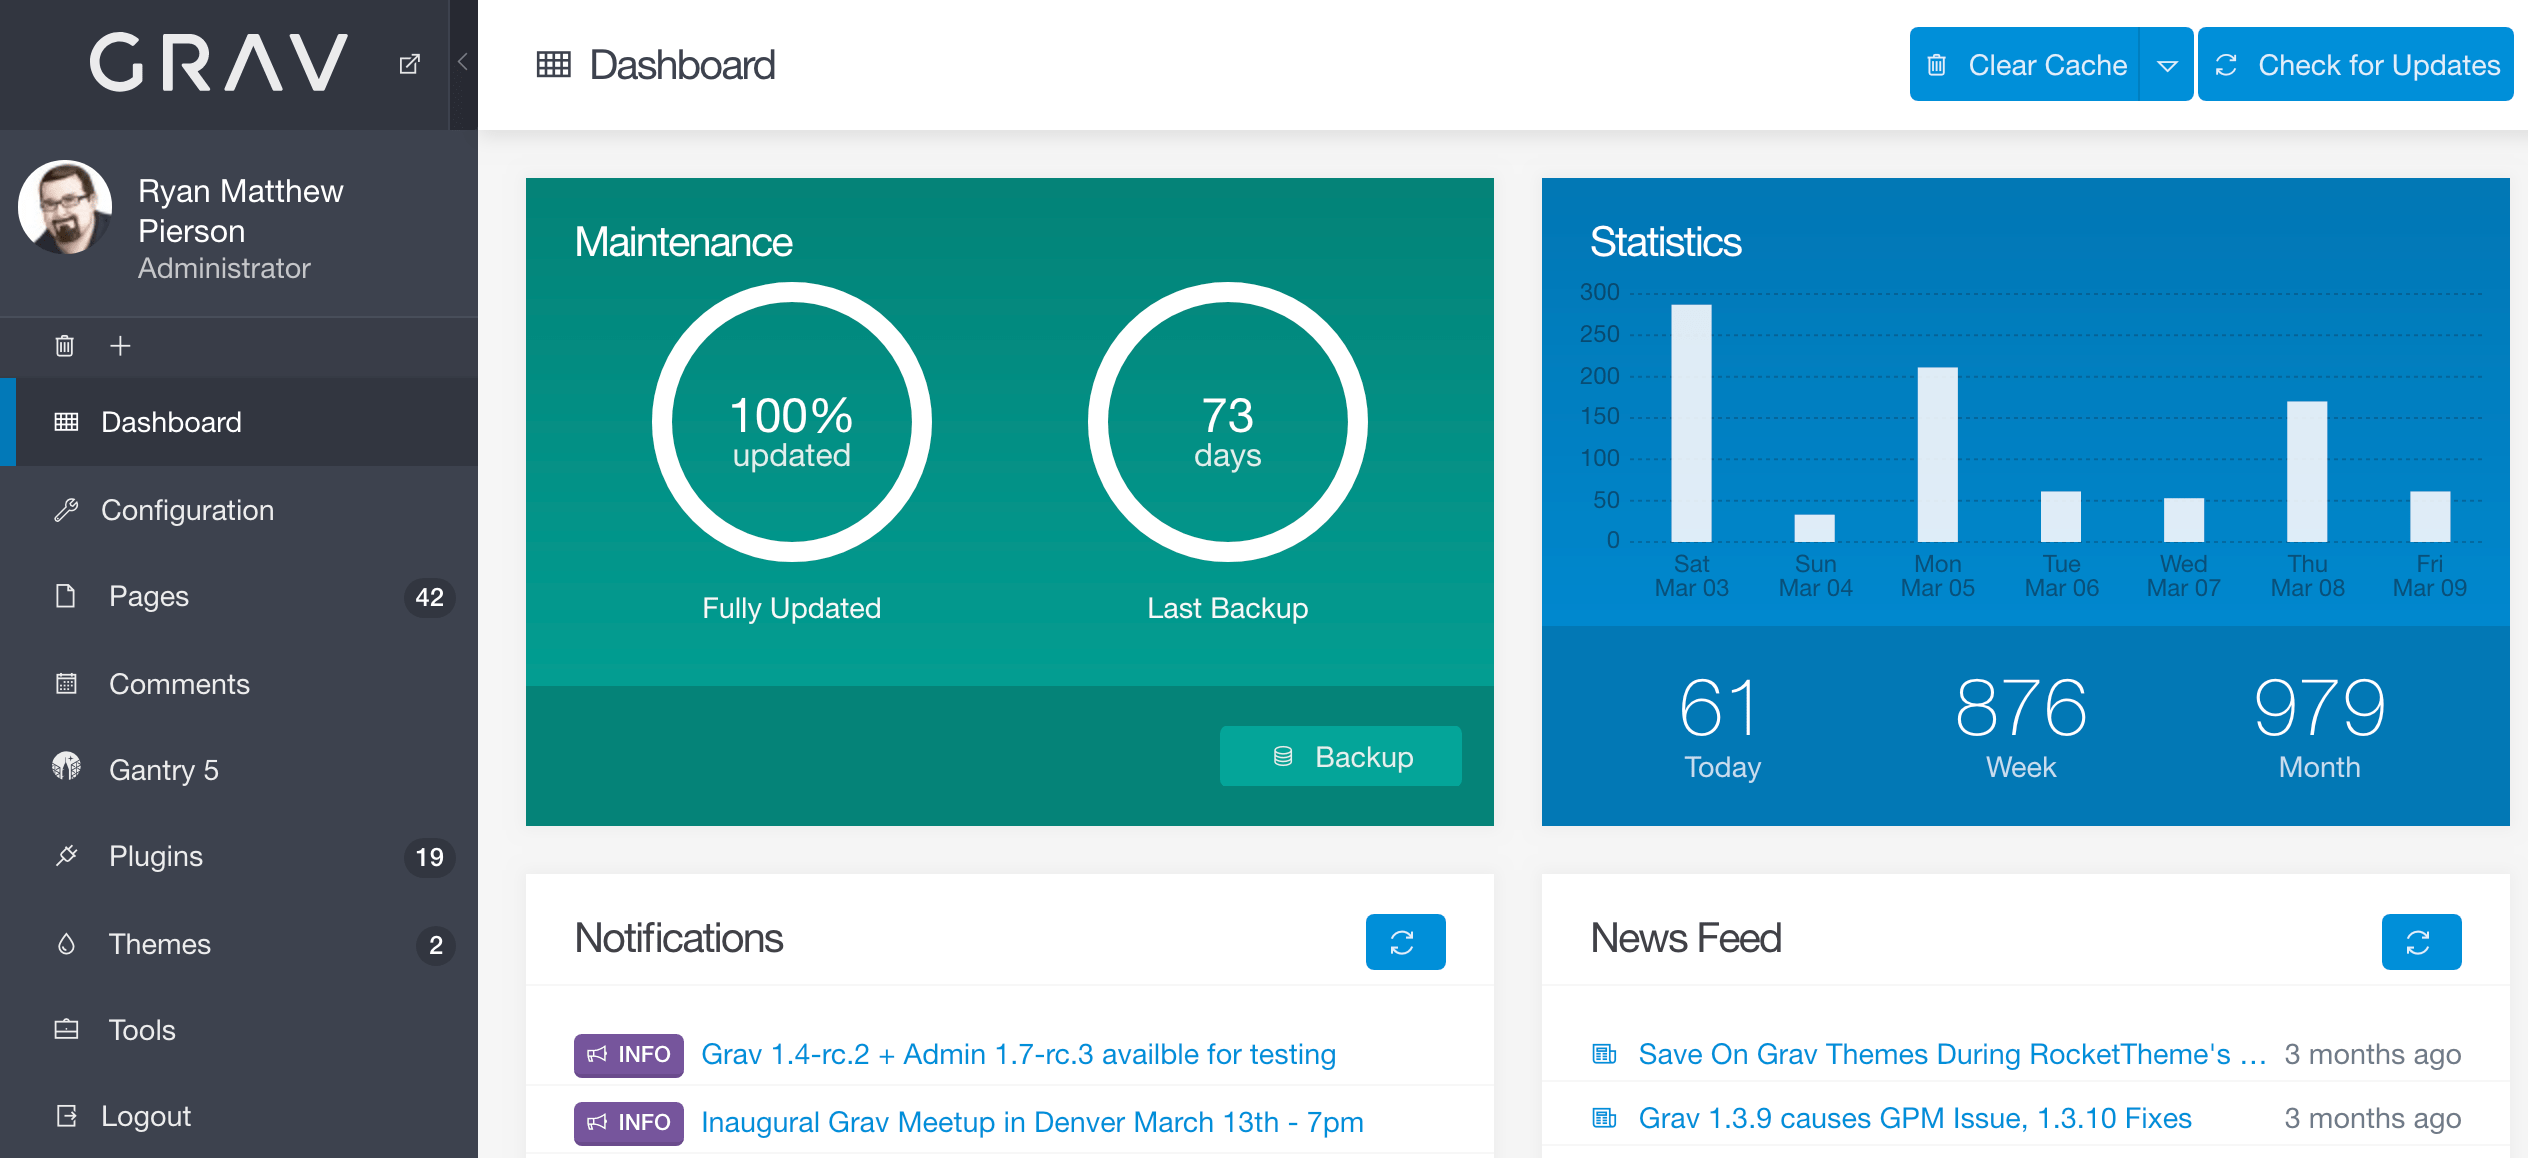 GRAV
Ryan Matthew
Pierson
Administrator
Dashboard
Configuration
Pages 42
Comments
Gantry 5
Plugins 19
Themes 2
Tools
Logout
Dashboard
Clear Cache
Check for Updates
Maintenance
100%
updated
Fully Updated
73
days
Last Backup
Backup
Statistics
300
250
200
150
100
50
0
Sat
Mar 03
Sun
Mar 04
Mon
Mar 05
Tue
Mar 06
Wed
Mar 07
Thu
Mar 08
Fri
Mar 09
61
Today
876
Week
979
Month
Notifications
INFO Grav 1.4-rc.2 + Admin 1.7-rc.3 availble for testing
INFO Inaugural Grav Meetup in Denver March 13th - 7pm
News Feed
Save On Grav Themes During RocketTheme's ... 3 months ago
Grav 1.3.9 causes GPM Issue, 1.3.10 Fixes 3 months ago